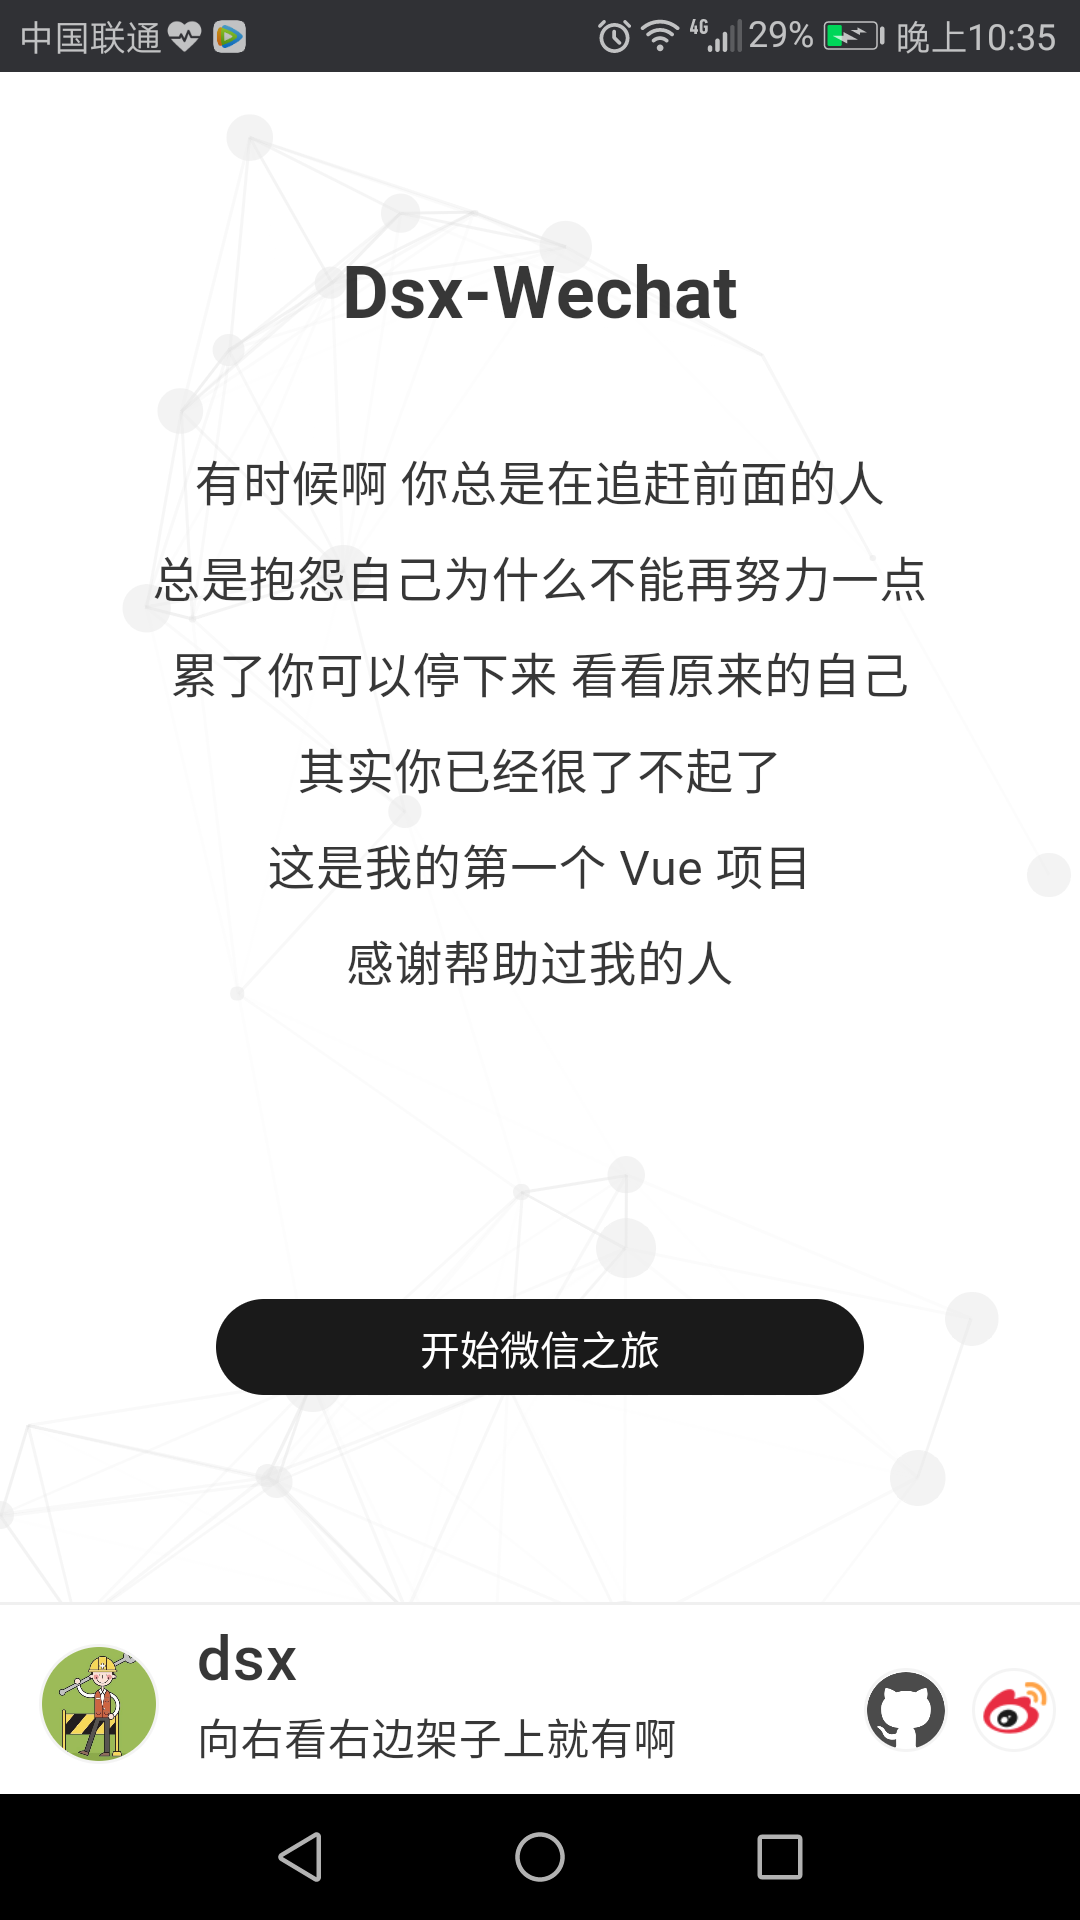 中国联通 4G 29% 晚上10:35
Dsx-Wechat
有时候啊 你总是在追赶前面的人
总是抱怨自己为什么不能再努力一点
累了你可以停下来 看看原来的自己
其实你已经很了不起了
这是我的第一个 Vue 项目
感谢帮助过我的人
开始微信之旅
dsx
向右看右边架子上就有啊